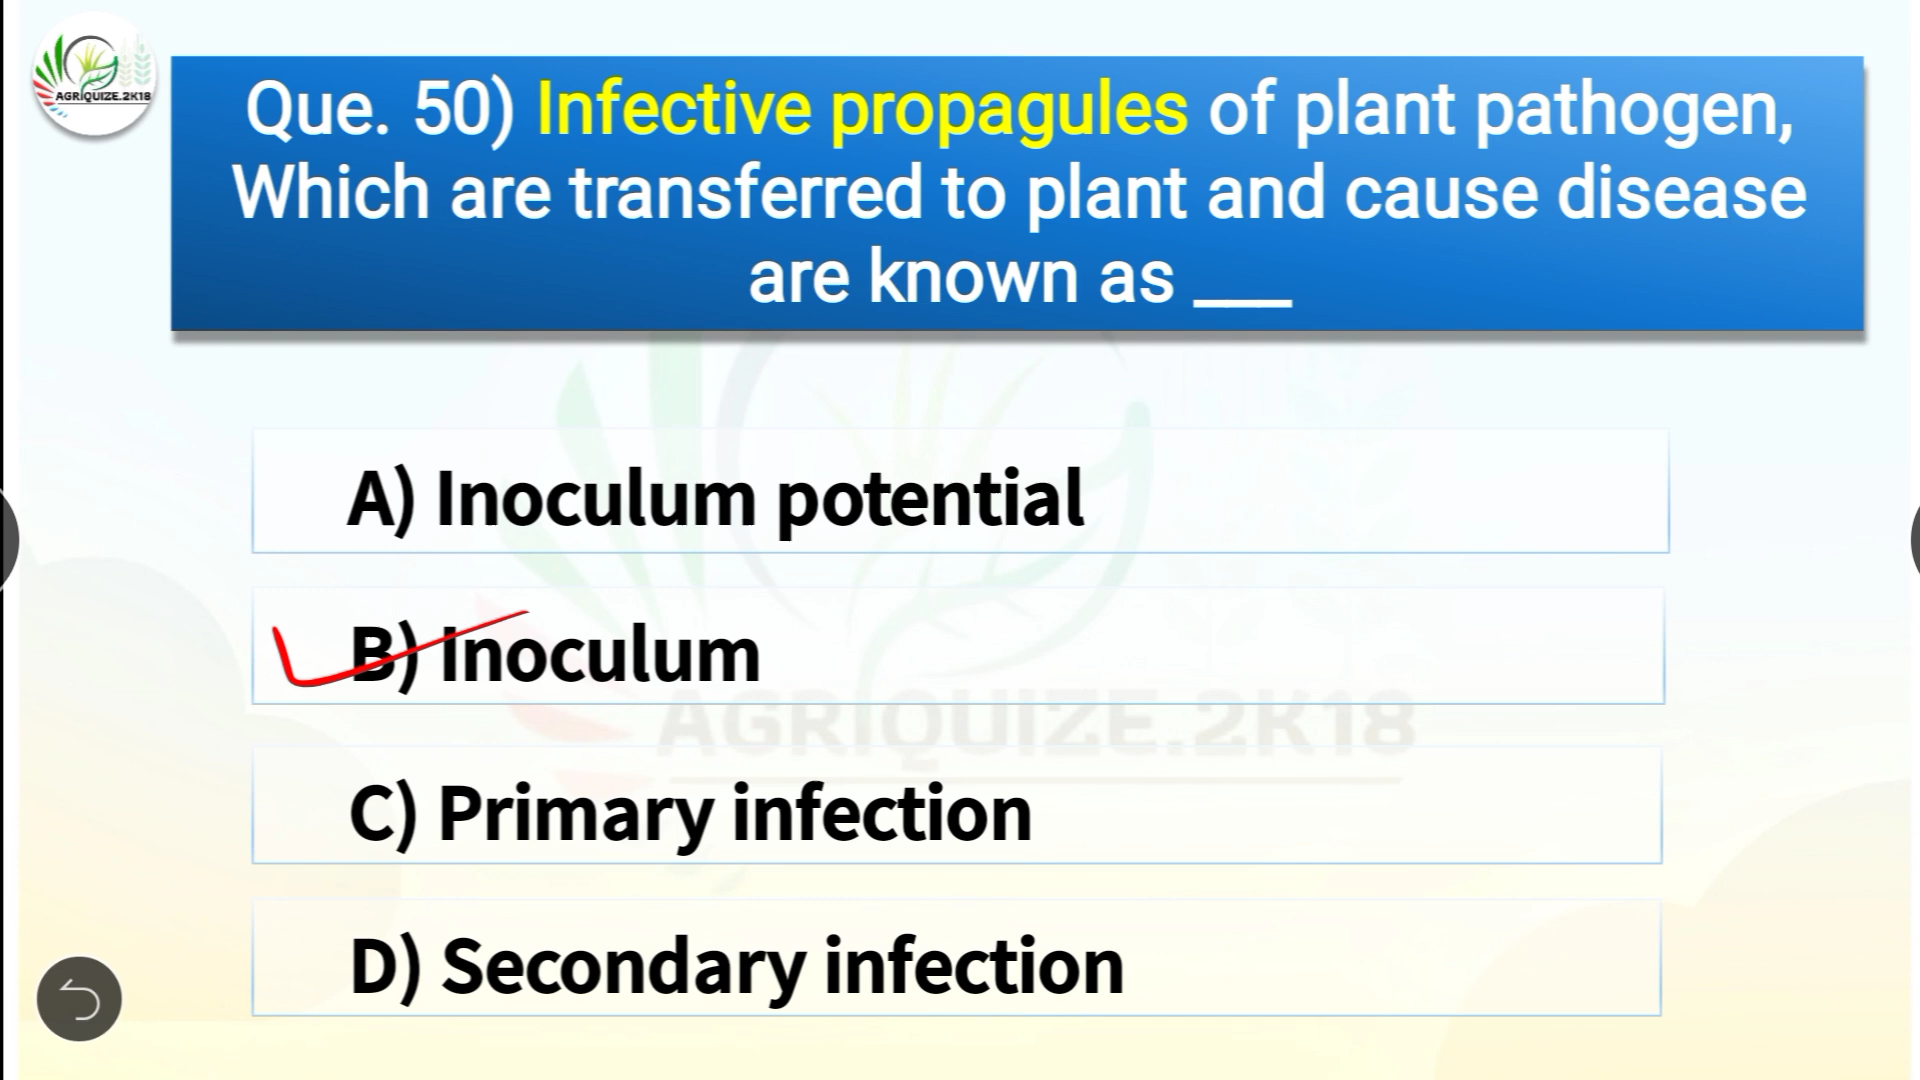 AGRIQUIZE.2K18
Que. 50) Infective propagules of plant pathogen,
Which are transferred to plant and cause disease
are known as ___
A) Inoculum potential
B) Inoculum
AGRIQUIZE.2K18
C) Primary infection
D) Secondary infection